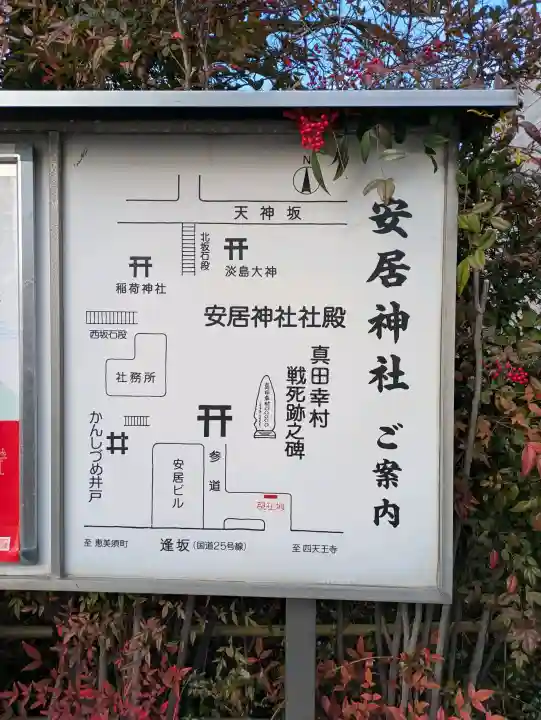 安居神社 ご案内
N
天神坂
北坂石段
淡島大神
稲荷神社
安居神社社殿
西坂石段
社務所
真田幸村
戦死跡之碑
かんしづめ井戸
参道
安居ビル
現在地
至 恵美須町
逢坂(国道25号線)
至 四天王寺